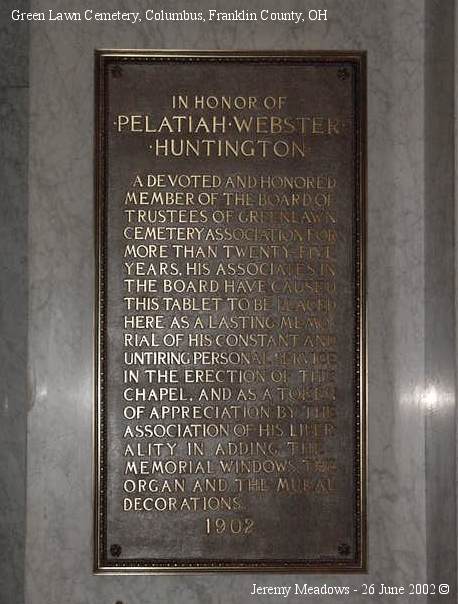 Green Lawn Cemetery, Columbus, Franklin County, OH
IN HONOR OF
·PELATIAH·WEBSTER·
·HUNTINGTON·
A DEVOTED AND HONORED
MEMBER OF THE BOARD OF
TRUSTEES OF GREENLAWN
CEMETERY ASSOCIATION FOR
MORE THAN TWENTY-FIVE
YEARS, HIS ASSOCIATES IN
THE BOARD HAVE CAUSED
THIS TABLET TO BE PLACED
HERE AS A LASTING MEMO-
RIAL OF HIS CONSTANT AND
UNTIRING PERSONAL SERVICE
IN THE ERECTION OF THE
CHAPEL, AND AS A TOKEN
OF APPRECIATION BY THE
ASSOCIATION OF HIS LIBER-
ALITY IN ADDING THE
MEMORIAL WINDOWS THE
ORGAN AND THE MURAL
DECORATIONS.
1902
Jeremy Meadows - 26 June 2002 ©